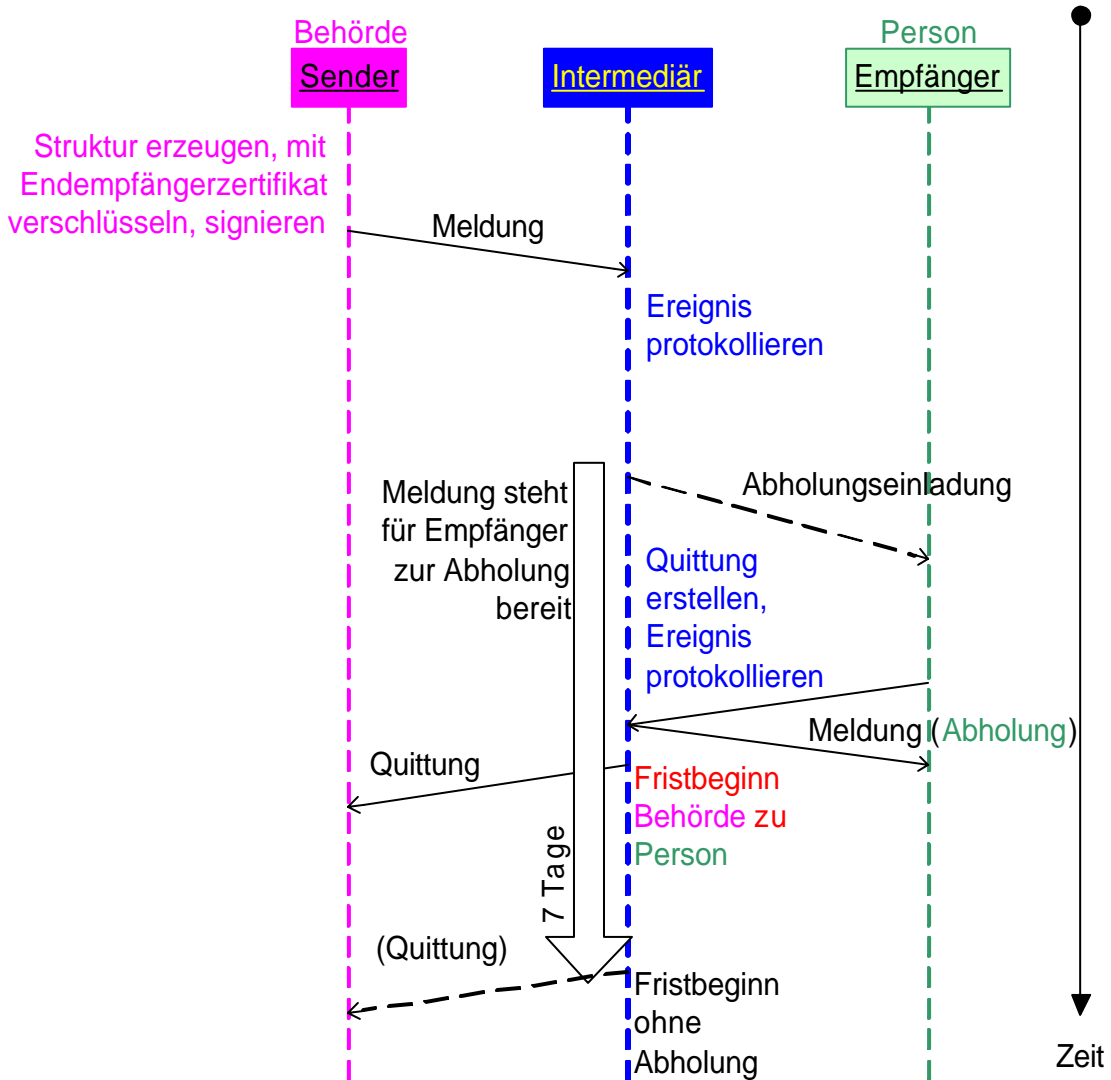 Behörde
Person
Sender
Intermediär
Empfänger
Struktur erzeugen, mit
Endempfängerzertifikat
verschlüseln, signieren
Meldung
Ereignis
protokollieren
Abholungseinladung
Meldung steht
für Empfänger
zur Abholung
bereit
Quittung
erstellen,
Ereignis
protokollieren
Meldung (Abholung)
Quittung
Fristbeginn
Behörde zu
Person
7 Tage
(Quittung)
Fristbeginn
ohne
Abholung
Zeit